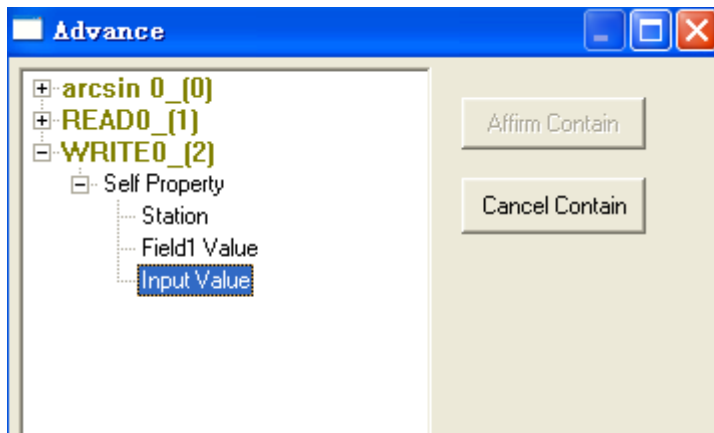 Advance
arcsin 0_(0)
READ0_(1)
WRITE0_(2)
Self Property
Station
Field1 Value
Input Value
Affirm Contain
Cancel Contain